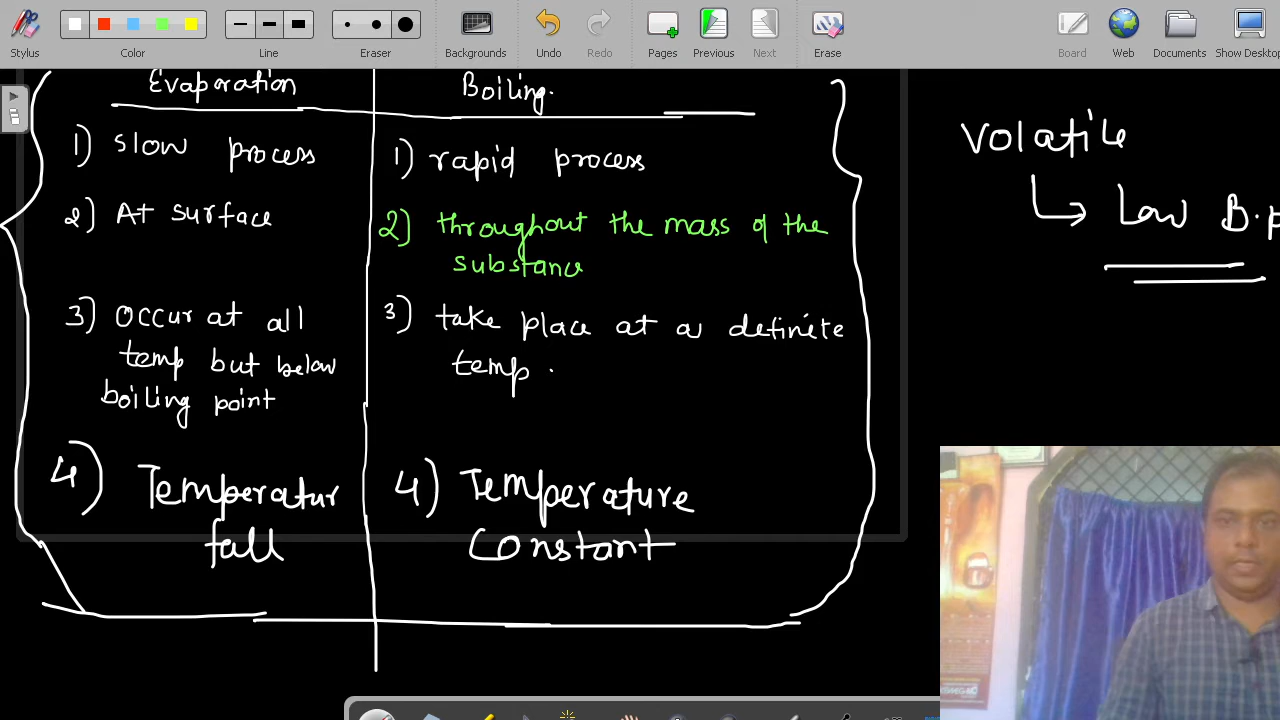 Stylus
Color
Line
Eraser
Backgrounds
Undo
Redo
Pages
Previous
Next
Erase
Board
Web
Documents
Show Desktop
Evaporation
Boiling.
1) Slow process
1) rapid process
2) At surface
2) throughout the mass of the
substance
3) Occur at all
temp but below
boiling point
3) take place at a definite
temp .
4) Temperatur
fall
4) Temperature
Constant
Volatile
Low B.p